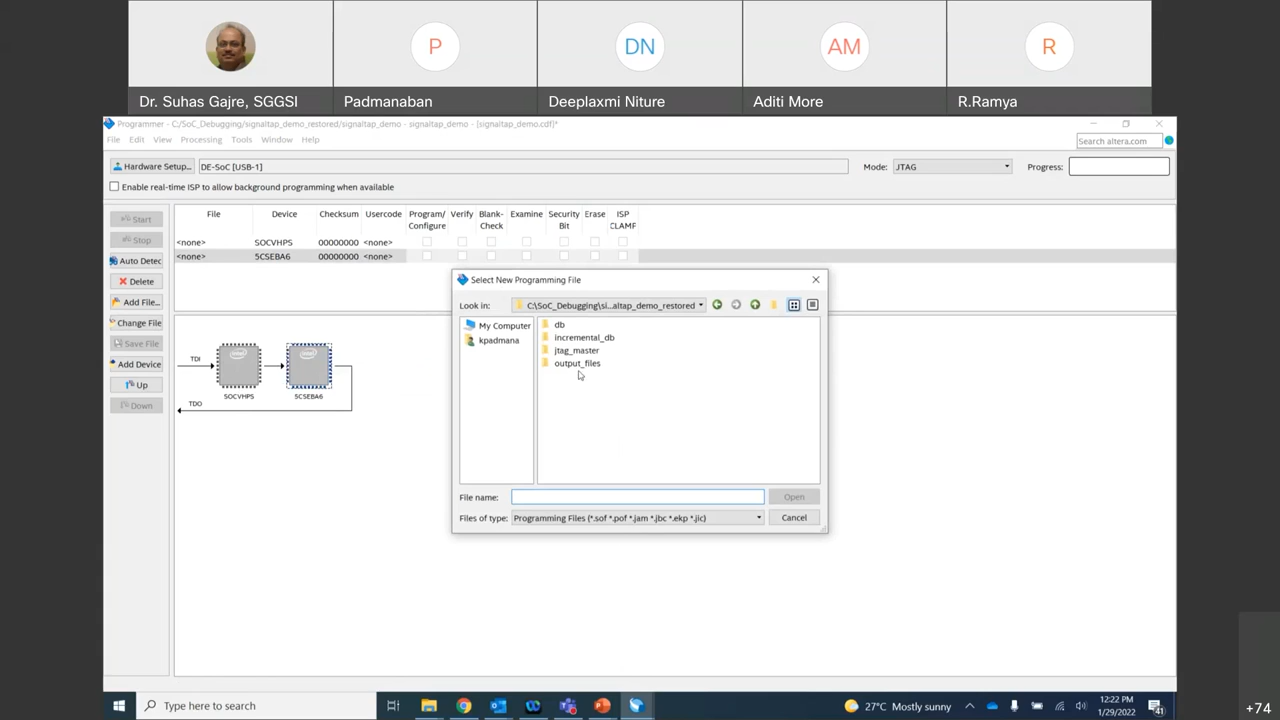 P
DN
AM
R
Dr. Suhas Gajre, SGGSI
Padmanaban
Deeplaxmi Niture
Aditi More
R.Ramya
Programmer - C:/SoC_Debugging/signaltap_demo_restored/signaltap_demo - signaltap_demo - [signaltap_demo.cdf]*
File Edit View Processing Tools Window Help
Search altera.com
Hardware Setup... DE-SoC [USB-1] Mode: JTAG Progress:
Enable real-time ISP to allow background programming when available
Start
Stop
Auto Detec
Delete
Add File...
Change File
Save File
Add Device
Up
Down
File Device Checksum Usercode Program/ Verify Blank- Examine Security Erase ISP
Configure Check Bit CLAMP
<none> SOCVHPS 00000000 <none>
<none> 5CSEBA6 00000000 <none>
TDI
intel
intel
TDO
SOCVHPS
5CSEBA6
Select New Programming File
Look in: C:\SoC_Debugging\si...altap_demo_restored
My Computer
kpadmana
db
incremental_db
jtag_master
output_files
File name: Open
Files of type: Programming Files (*.sof *.pof *.jam *.jbc *.ekp *.jic) Cancel
Type here to search
27°C Mostly sunny
12:22 PM
1/29/2022
41
+74